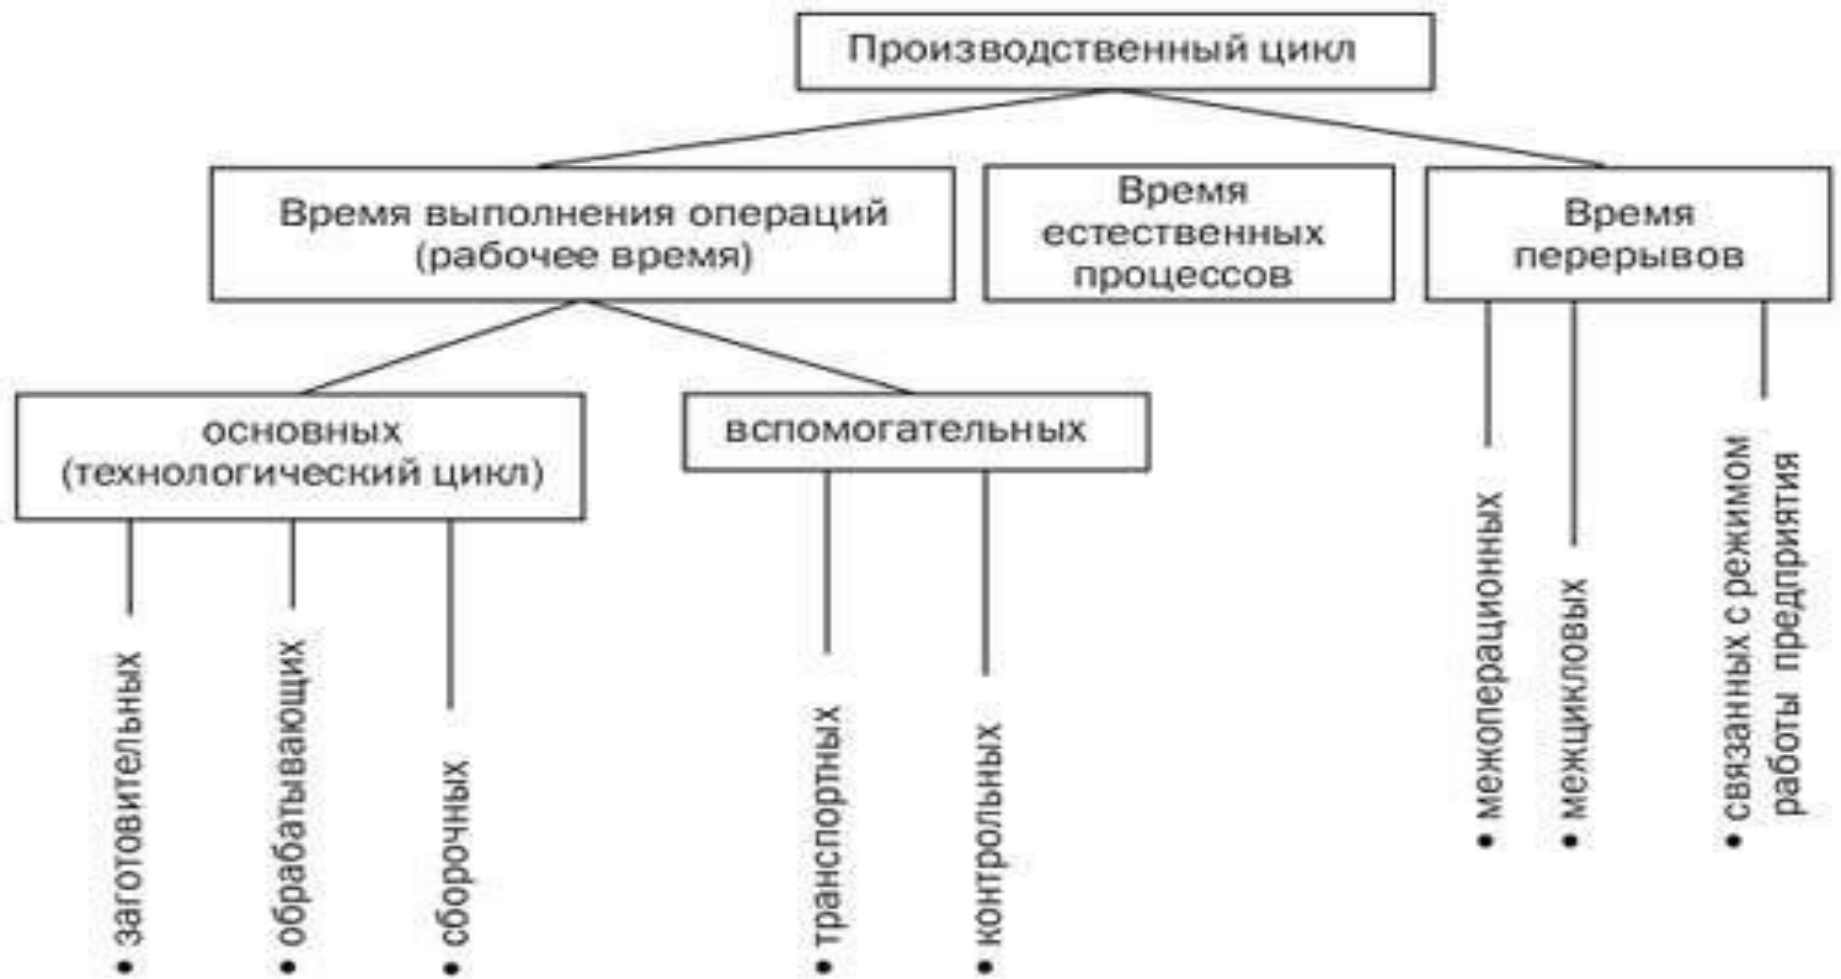 Производственный цикл
Время выполнения операций
(рабочее время)
Время
естественных
процессов
Время
перерывов
основных
(технологический цикл)
вспомогательных
• заготовительных
• обрабатывающих
• сборочных
• транспортных
• контрольных
• межоперационных
• межцикловых
• связанных с режимом
работы предприятия